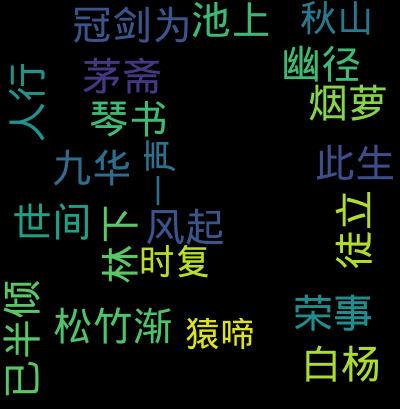 冠剑为
池上
秋山
幽径
茅斋
人行
烟萝
琴书
九华
一声
此生
世间
林下
风起
徒立
时复
已半倾
松竹渐
猿啼
荣事
白杨